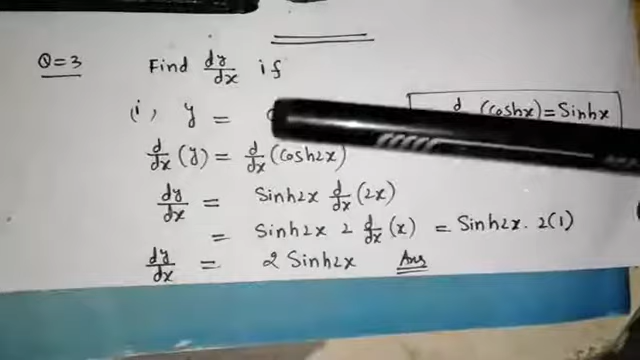 Q=3 Find dy/dx if
(i, y =
d/dx (coshx) = Sinhx
d/dx (y) = d/dx (cosh2x)
dy/dx = Sinh2x d/dx (2x)
= Sinh2x 2 d/dx (x) = Sinh2x. 2(1)
dy/dx = 2 Sinh2x Ans